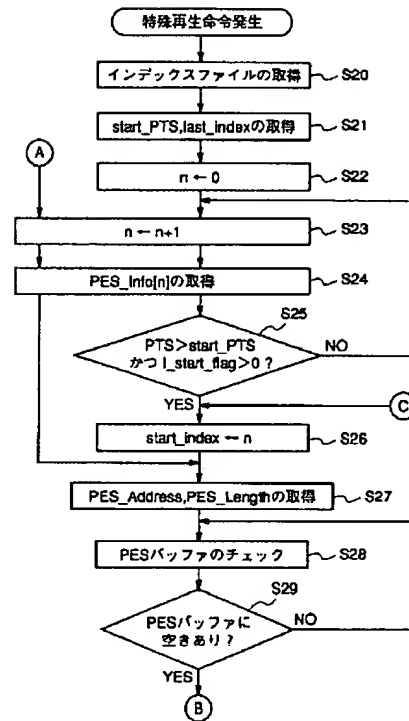 特殊再生命令発生
インデックスファイルの取得
S20
start_PTS,last_indexの取得
S21
A
n ← 0
S22
n ← n+1
S23
PES_Info[n]の取得
S24
S25
PTS>start_PTS
かつ I_start_flag>0 ?
NO
YES
C
start_index ← n
S26
PES_Address,PES_Lengthの取得
S27
PESバッファのチェック
S28
S29
PESバッファに
空きあり ?
NO
YES
B